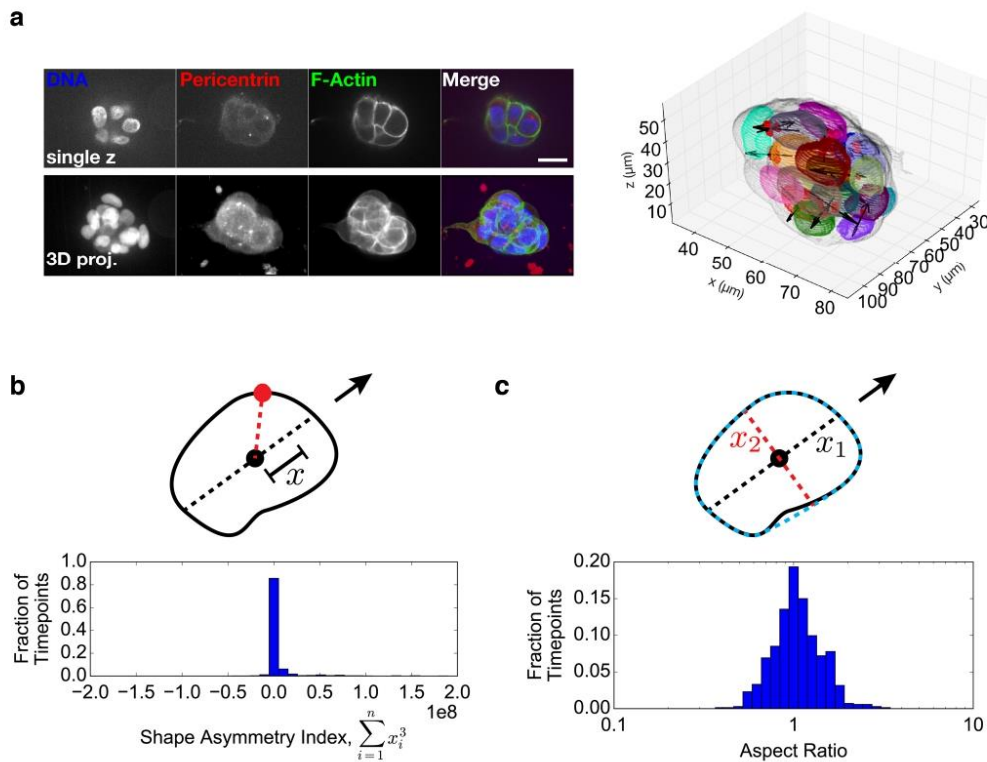 a
DNA
Pericentrin
F-Actin
Merge
single z
3D proj.
z (μm)
50
40
30
20
10
40
50
60
70
80
x (μm)
30
40
50
60
70
80
90
100
y (μm)
b
x
Fraction of
Timepoints
1.0
0.8
0.6
0.4
0.2
0.0
−2.0 −1.5 −1.0 −0.5 0.0 0.5 1.0 1.5 2.0
1e8
Shape Asymmetry Index, \sum_{i=1}^{n} x_i^3
c
x₂
x₁
Fraction of
Timepoints
0.20
0.15
0.10
0.05
0.00
0.1 1 10
Aspect Ratio